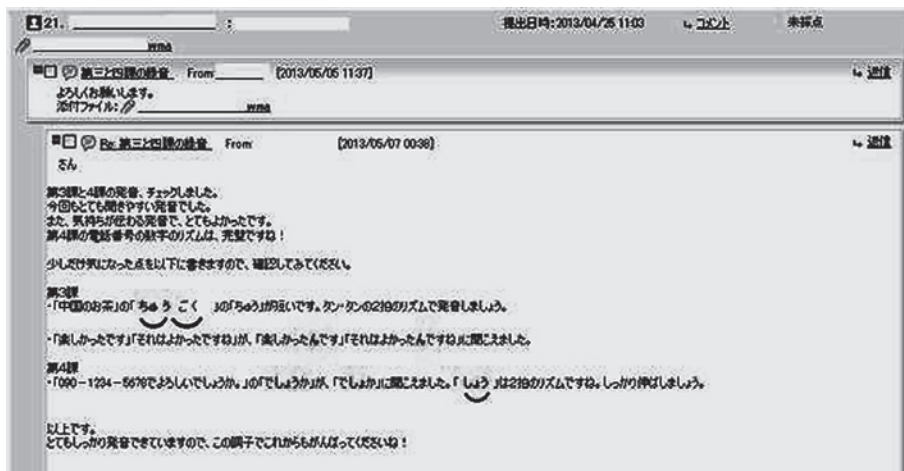 21. : 提出日時:2013/04/25 11:03 コメント 未採点
wma
第三と四課の録音 From [2013/05/05 11:37] 返信
よろしくお願いします。
添付ファイル: wma
Re: 第三と四課の録音 From [2013/05/07 00:38] 返信
さん
第3課と4課の発音、チェックしました。
今回もとても聞きやすい発音でした。
また、気持ちが伝わる発音で、とてもよかったです。
第4課の電話番号の数字のリズムは、完璧ですね！
少しだけ気になった点を以下に書きますので、確認してみてください。
第3課
・「中国のお茶」の「ちゅうごく」の「ちゅう」が短いです。タン・タンの2拍のリズムで発音しましょう。
・「楽しかったです」「それはよかったですね」が、「楽しかったんです」「それはよかったんですね」に聞こえました。
第4課
・「090－1234－5678でよろしいでしょうか。」の「でしょうか」が、「でしょか」に聞こえました。「しょう」は2拍のリズムですね。しっかり伸ばしましょう。
以上です。
とてもしっかり発音できていますので、この調子でこれからもがんばってくださいね！